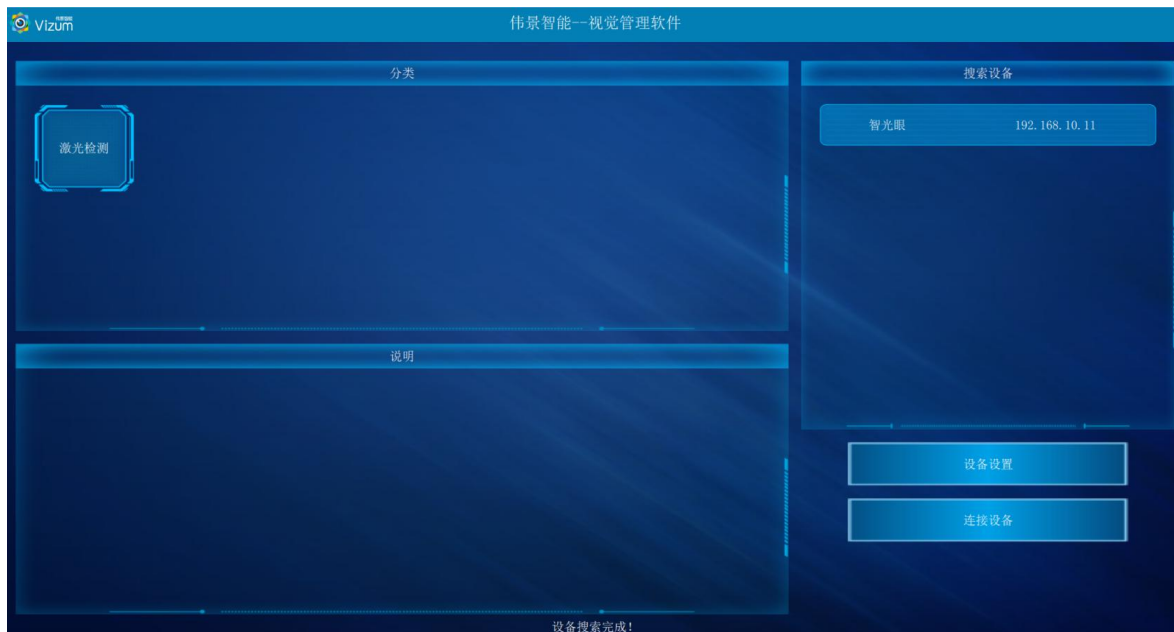 Vizum
伟景智能--视觉管理软件
分类
激光检测
说明
搜索设备
智光眼 192.168.10.11
设备设置
连接设备
设备搜索完成!